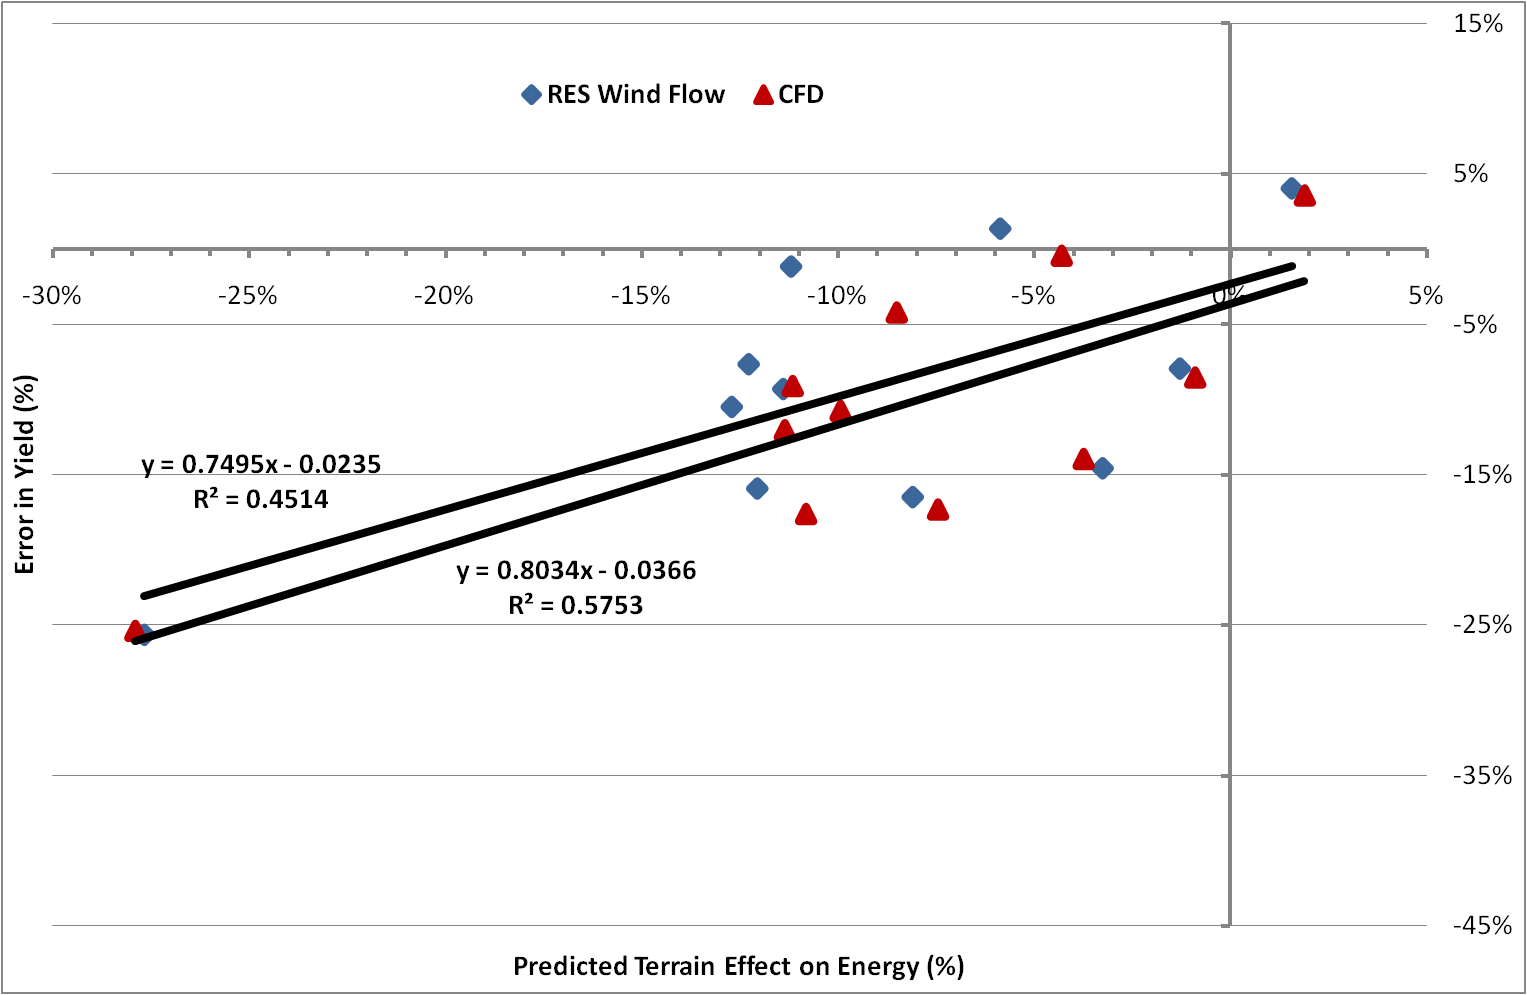 15%
RES Wind Flow CFD
5%
-30% -25% -20% -15% -10% -5% 0% 5%
-5%
Error in Yield (%)
y = 0.7495x - 0.0235
R² = 0.4514
-15%
y = 0.8034x - 0.0366
R² = 0.5753
-25%
-35%
-45%
Predicted Terrain Effect on Energy (%)